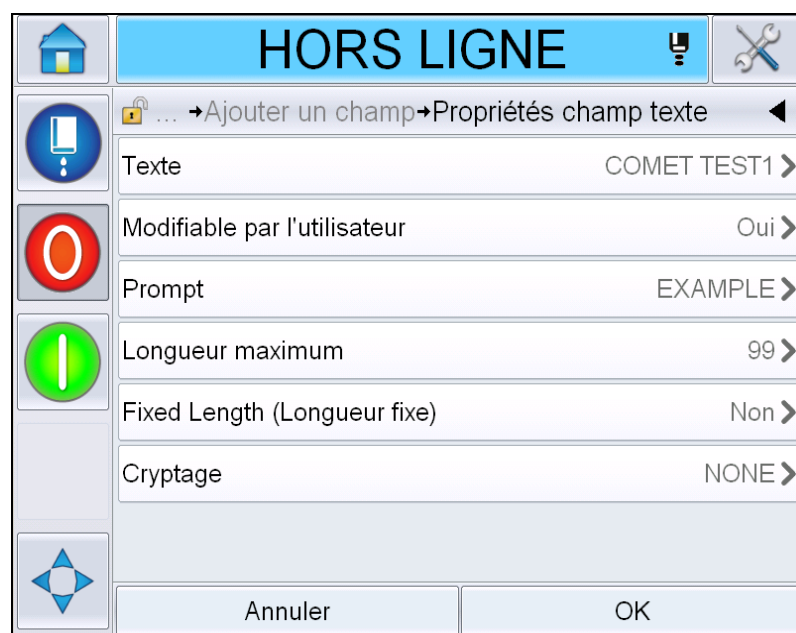 HORS LIGNE
... →Ajouter un champ→Propriétés champ texte
Texte COMET TEST1
Modifiable par l'utilisateur Oui
Prompt EXAMPLE
Longueur maximum 99
Fixed Length (Longueur fixe) Non
Cryptage NONE
Annuler OK